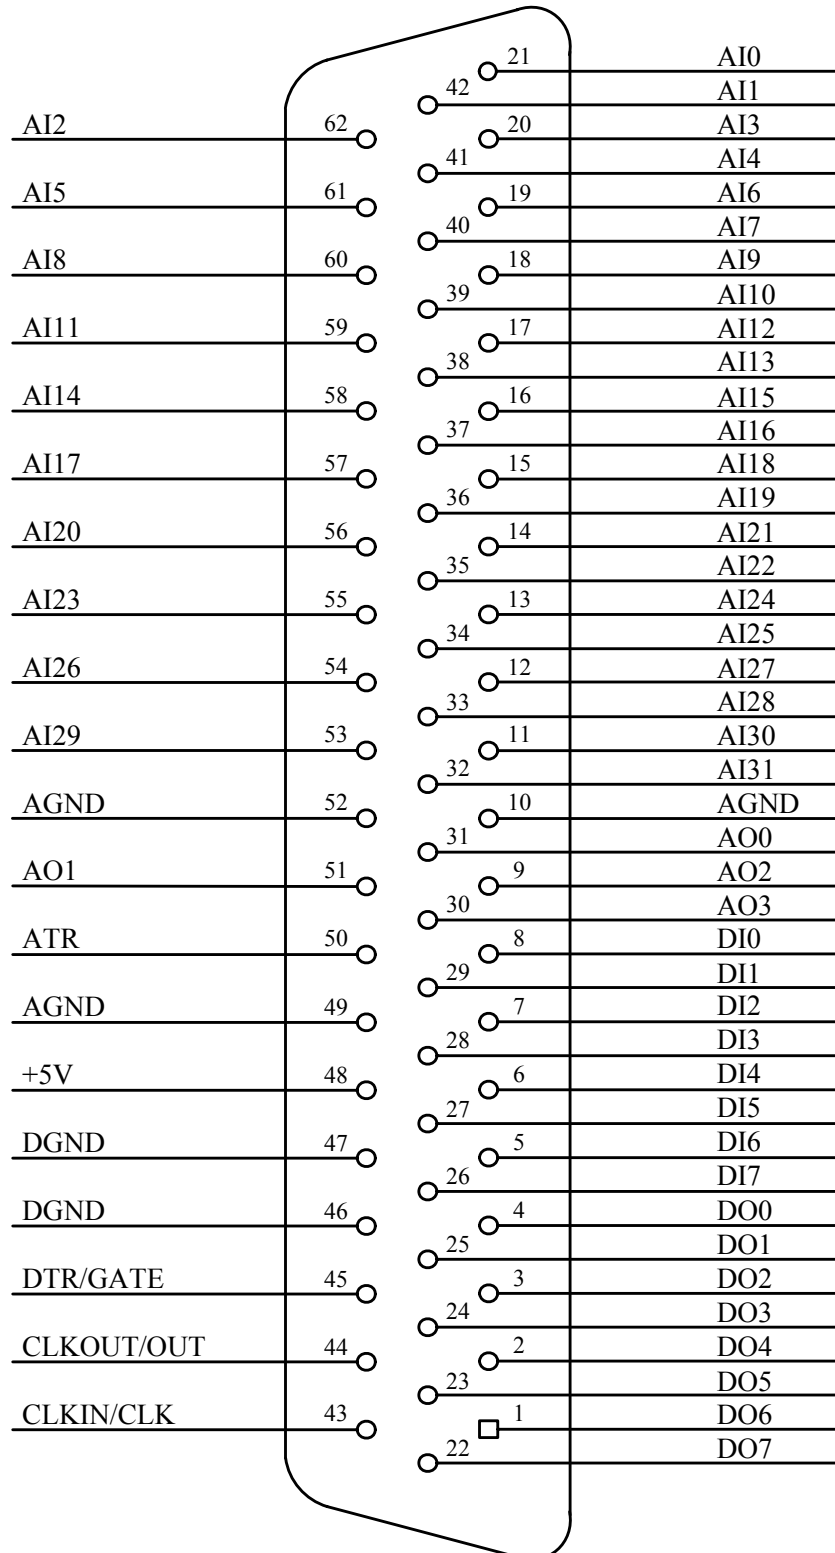 21 AI0
42 AI1
AI2 62 20 AI3
41 AI4
AI5 61 19 AI6
40 AI7
AI8 60 18 AI9
39 AI10
AI11 59 17 AI12
38 AI13
AI14 58 16 AI15
37 AI16
AI17 57 15 AI18
36 AI19
AI20 56 14 AI21
35 AI22
AI23 55 13 AI24
34 AI25
AI26 54 12 AI27
33 AI28
AI29 53 11 AI30
32 AI31
AGND 52 10 AGND
31 AO0
AO1 51 9 AO2
30 AO3
ATR 50 8 DI0
29 DI1
AGND 49 7 DI2
28 DI3
+5V 48 6 DI4
27 DI5
DGND 47 5 DI6
26 DI7
DGND 46 4 DO0
25 DO1
DTR/GATE 45 3 DO2
24 DO3
CLKOUT/OUT 44 2 DO4
23 DO5
CLKIN/CLK 43 1 DO6
22 DO7